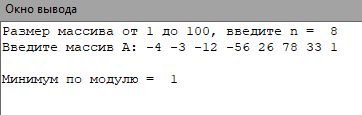 Окно вывода
Размер массива от 1 до 100, введите n = 8
Введите массив A: -4 -3 -12 -56 26 78 33 1
Минимум по модулю = 1